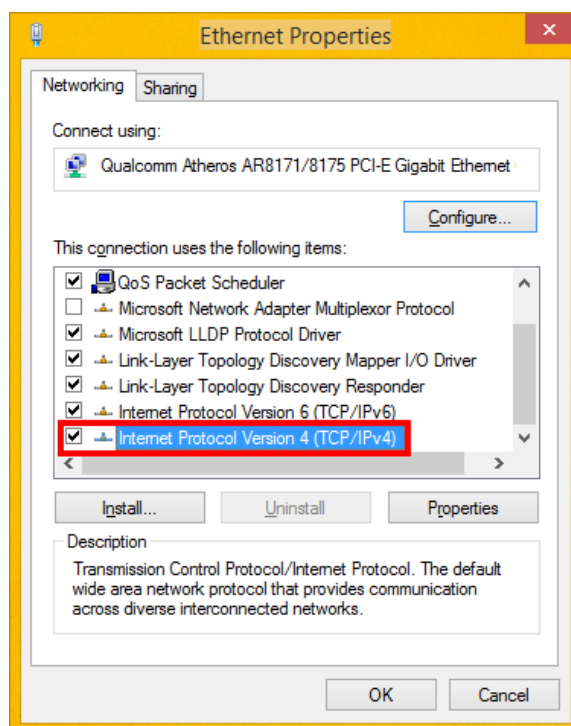 Ethernet Properties
Networking
Sharing
Connect using:
Qualcomm Atheros AR8171/8175 PCI-E Gigabit Ethernet
Configure...
This connection uses the following items:
QoS Packet Scheduler
Microsoft Network Adapter Multiplexor Protocol
Microsoft LLDP Protocol Driver
Link-Layer Topology Discovery Mapper I/O Driver
Link-Layer Topology Discovery Responder
Internet Protocol Version 6 (TCP/IPv6)
Internet Protocol Version 4 (TCP/IPv4)
Install...
Uninstall
Properties
Description
Transmission Control Protocol/Internet Protocol. The default
wide area network protocol that provides communication
across diverse interconnected networks.
OK
Cancel